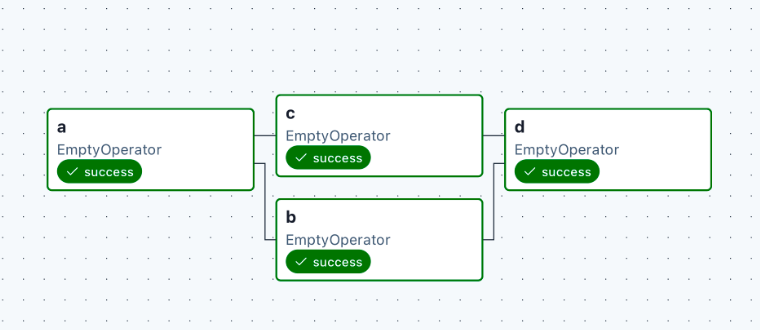 a
EmptyOperator
success
c
EmptyOperator
success
b
EmptyOperator
success
d
EmptyOperator
success